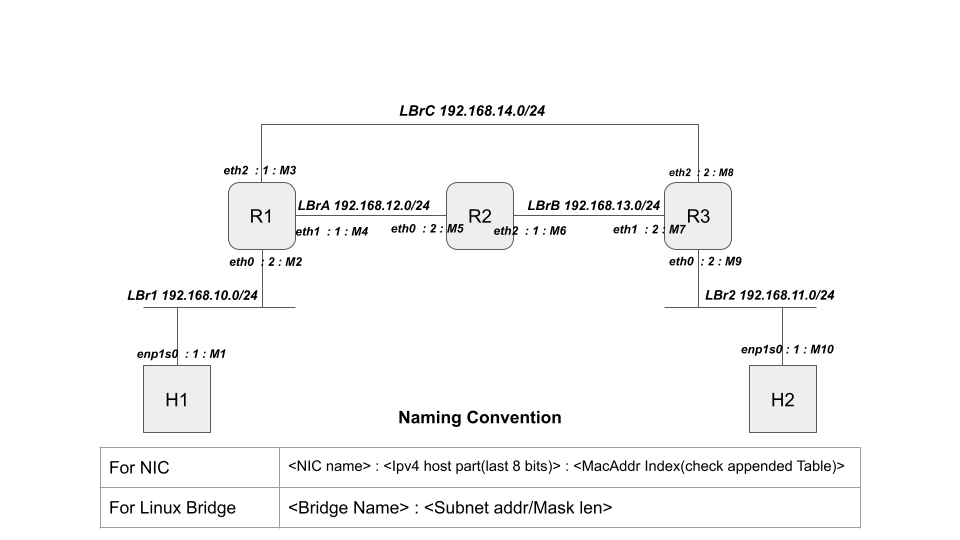 LBrC 192.168.14.0/24
eth2 : 1 : M3
eth2 : 2 : M8
R1
LBrA 192.168.12.0/24
R2
LBrB 192.168.13.0/24
R3
eth1 : 1 : M4
eth0 : 2 : M5
eth2 : 1 : M6
eth1 : 2 : M7
eth0 : 2 : M2
eth0 : 2 : M9
LBr1 192.168.10.0/24
LBr2 192.168.11.0/24
enp1s0 : 1 : M1
enp1s0 : 1 : M10
H1
H2
Naming Convention
For NIC
<NIC name> : <Ipv4 host part(last 8 bits)> : <MacAddr Index(check appended Table)>
For Linux Bridge
<Bridge Name> : <Subnet addr/Mask len>